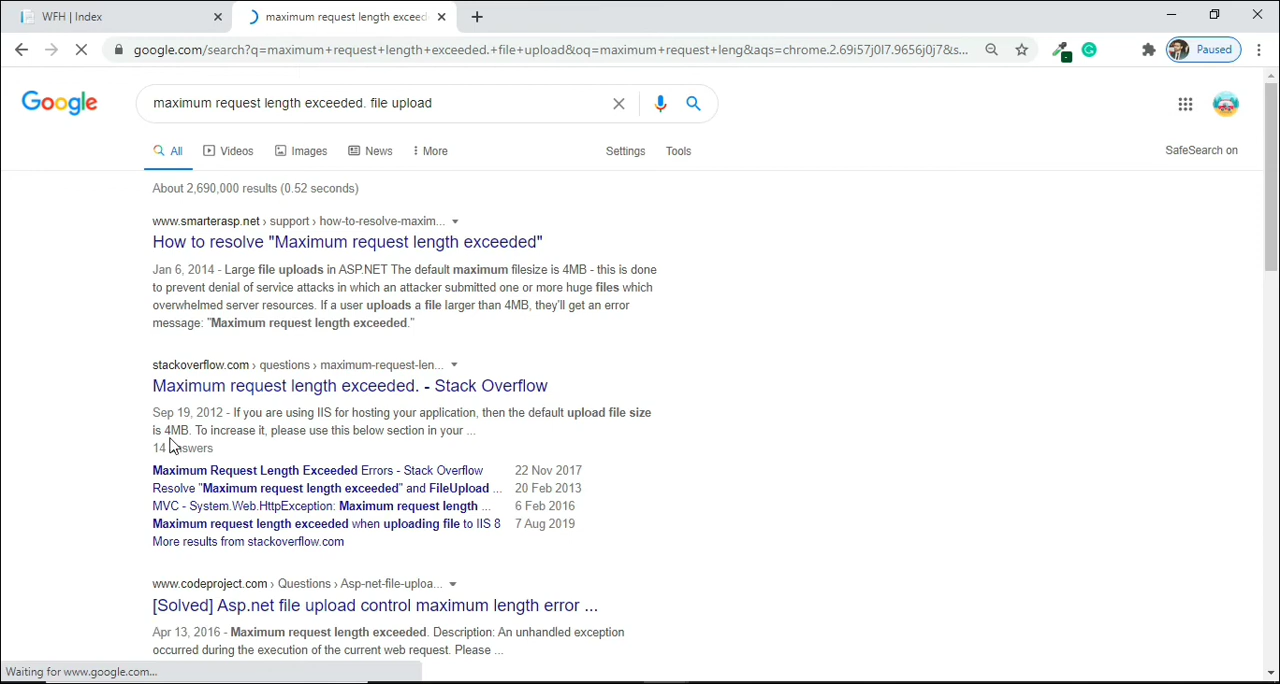 WFH | Index
maximum request length exceed
google.com/search?q=maximum+request+length+exceeded.+file+upload&oq=maximum+request+leng&aqs=chrome.2.69i57j0l7.9656j0j7&s...
Paused
Google
maximum request length exceeded. file upload
All
Videos
Images
News
More
Settings
Tools
SafeSearch on
About 2,690,000 results (0.52 seconds)
www.smarterasp.net › support › how-to-resolve-maxim...
How to resolve "Maximum request length exceeded"
Jan 6, 2014 - Large file uploads in ASP.NET The default maximum filesize is 4MB - this is done
to prevent denial of service attacks in which an attacker submitted one or more huge files which
overwhelmed server resources. If a user uploads a file larger than 4MB, they'll get an error
message: "Maximum request length exceeded."
stackoverflow.com › questions › maximum-request-len...
Maximum request length exceeded. - Stack Overflow
Sep 19, 2012 - If you are using IIS for hosting your application, then the default upload file size
is 4MB. To increase it, please use this below section in your ...
14 answers
Maximum Request Length Exceeded Errors - Stack Overflow 22 Nov 2017
Resolve "Maximum request length exceeded" and FileUpload ... 20 Feb 2013
MVC - System.Web.HttpException: Maximum request length ... 6 Feb 2016
Maximum request length exceeded when uploading file to IIS 8 7 Aug 2019
More results from stackoverflow.com
www.codeproject.com › Questions › Asp-net-file-uploa...
[Solved] Asp.net file upload control maximum length error ...
Apr 13, 2016 - Maximum request length exceeded. Description: An unhandled exception
occurred during the execution of the current web request. Please ...
Waiting for www.google.com...